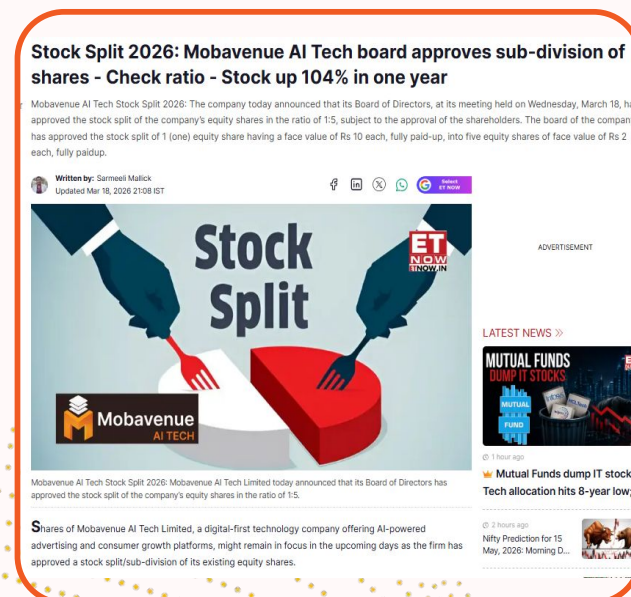 Stock Split 2026: Mobavenue AI Tech board approves sub-division of
shares - Check ratio - Stock up 104% in one year
Mobavenue AI Tech Stock Split 2026: The company today announced that its Board of Directors, at its meeting held on Wednesday, March 18,
approved the stock split of the company's equity shares in the ratio of 1:5, subject to the approval of the shareholders. The board of the
has approved the stock split of 1 (one) equity share having a face value of Rs 10 each, fully paid-up, into five equity shares of face value of Rs 2
each, fully paidup.
Written by: Sarmeeli Mallick
Updated Mar 18, 2026 21:08 IST
Select
ET NOW
Stock
Split
ET
NOW
ETNOW.IN
Mobavenue
AI TECH
Mobavenue AI Tech Stock Split 2026: Mobavenue AI Tech Limited today announced that its Board of Directors has
approved the stock split of the company's equity shares in the ratio of 1:5.
Shares of Mobavenue AI Tech Limited, a digital-first technology company offering AI-powered
advertising and consumer growth platforms, might remain in focus in the upcoming days as the firm has
approved a stock split/sub-division of its existing equity shares.
ADVERTISEMENT
LATEST NEWS »
MUTUAL FUNDS
DUMP IT STOCKS
MUTUAL
FUND
1 hour ago
Mutual Funds dump IT stock
Tech allocation hits 8-year low;
2 hours ago
Nifty Prediction for 15
May, 2026: Morning D...